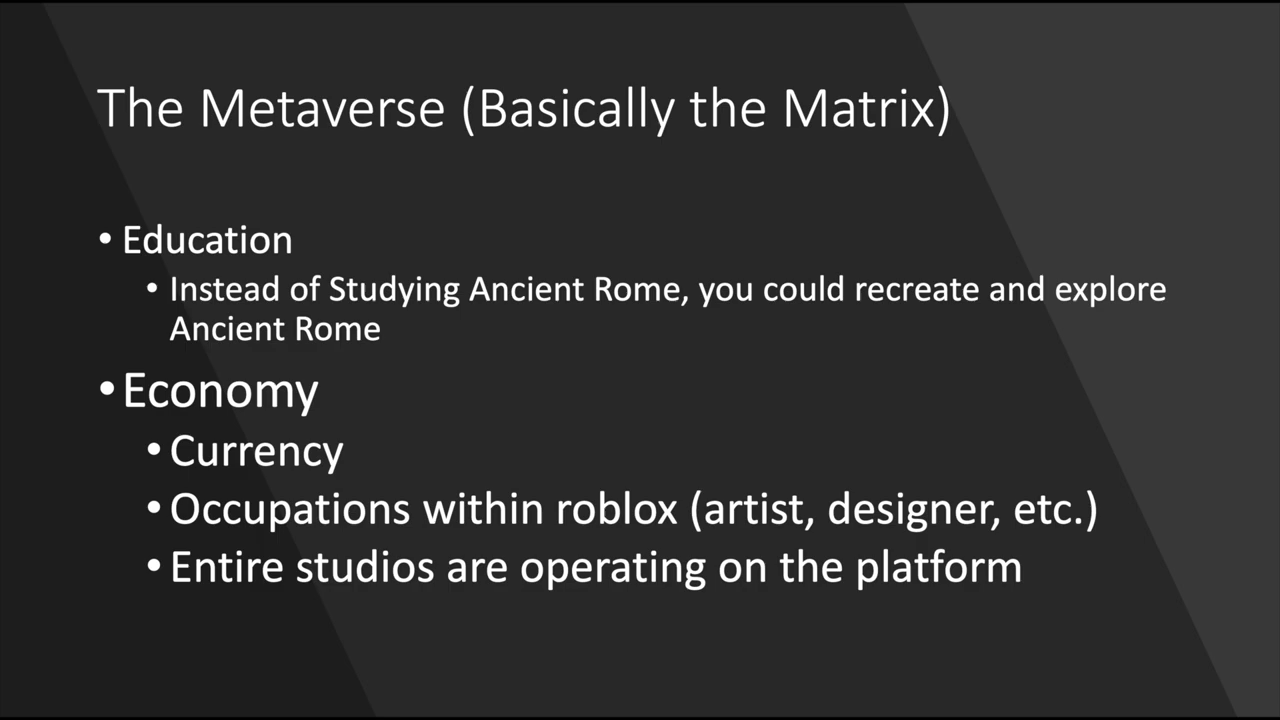 The Metaverse (Basically the Matrix)
• Education
• Instead of Studying Ancient Rome, you could recreate and explore
Ancient Rome
• Economy
• Currency
• Occupations within roblox (artist, designer, etc.)
• Entire studios are operating on the platform